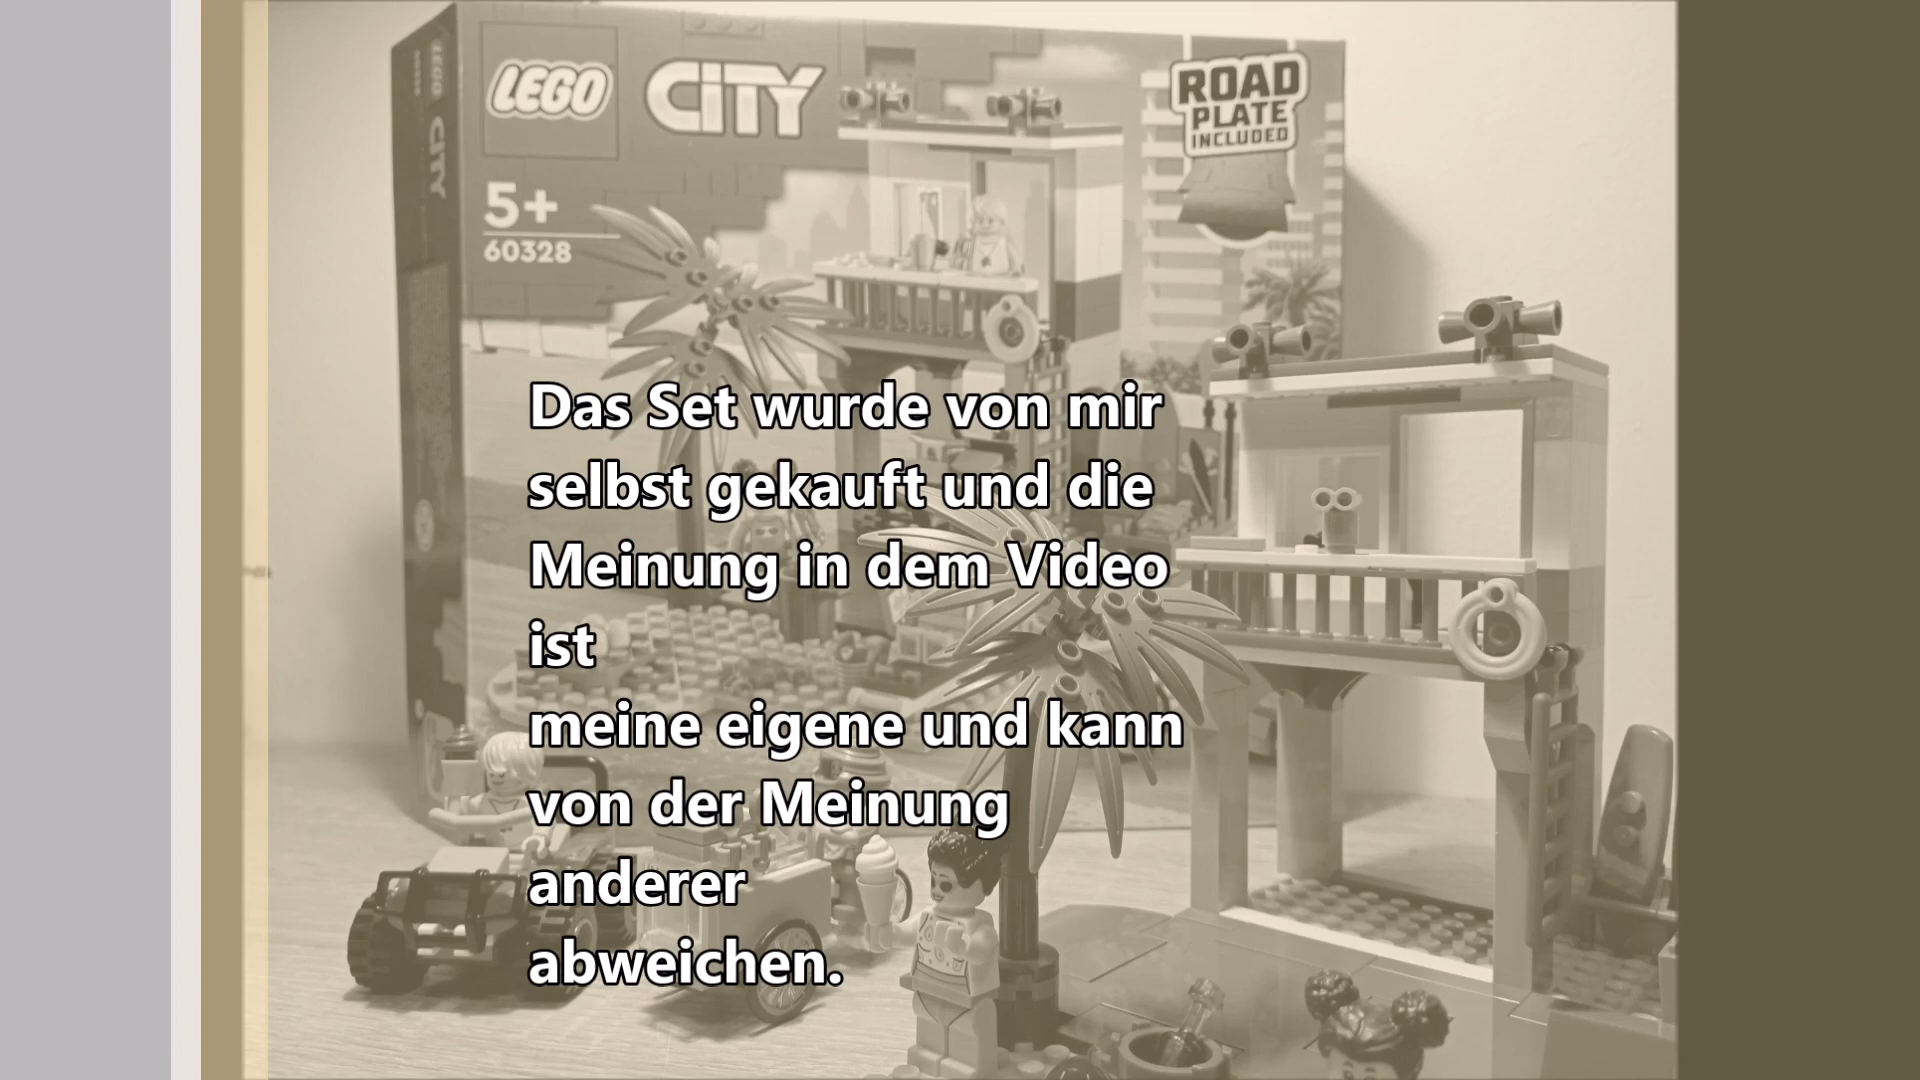 LEGO CITY
ROAD
PLATE
INCLUDED
5+
60328
CITY
Das Set wurde von mir
selbst gekauft und die
Meinung in dem Video
ist
meine eigene und kann
von der Meinung
anderer
abweichen.